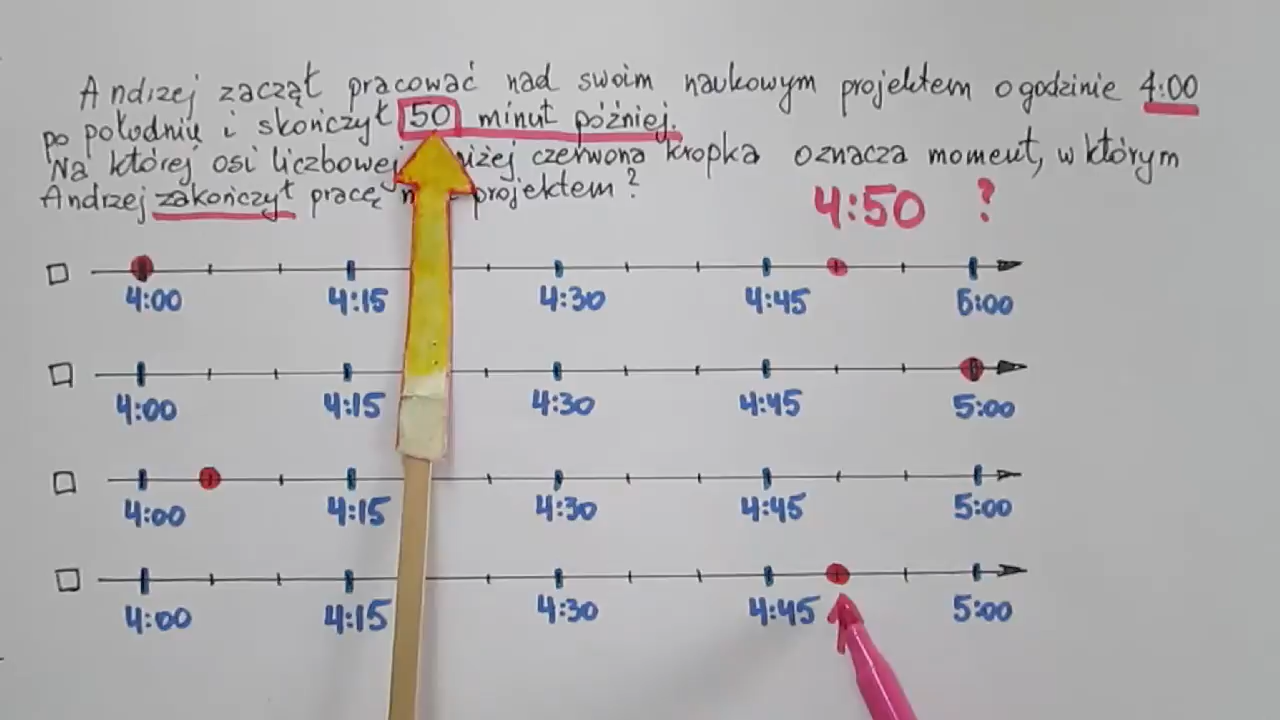 Andrzej zaczął pracować nad swoim naukowym projektem o godzinie 4:00
po południu i skończył 50 minut później.
Na której osi liczbowej czerwona kropka oznacza moment, w którym
Andrzej zakończył pracę projektem?
4:50 ?
4:00 4:15 4:30 4:45 5:00
4:00 4:15 4:30 4:45 5:00
4:00 4:15 4:30 4:45 5:00
4:00 4:15 4:30 4:45 5:00